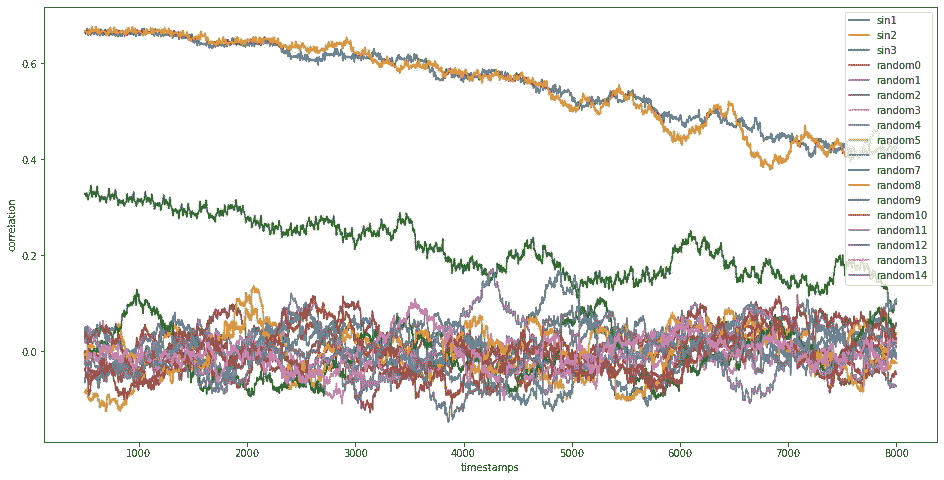 sin1
sin2
sin3
random0
random1
random2
random3
random4
random5
random6
random7
random8
random9
random10
random11
random12
random13
random14
0.6
0.4
0.2
0.0
correlation
1000
2000
3000
4000
5000
6000
7000
8000
timestamps